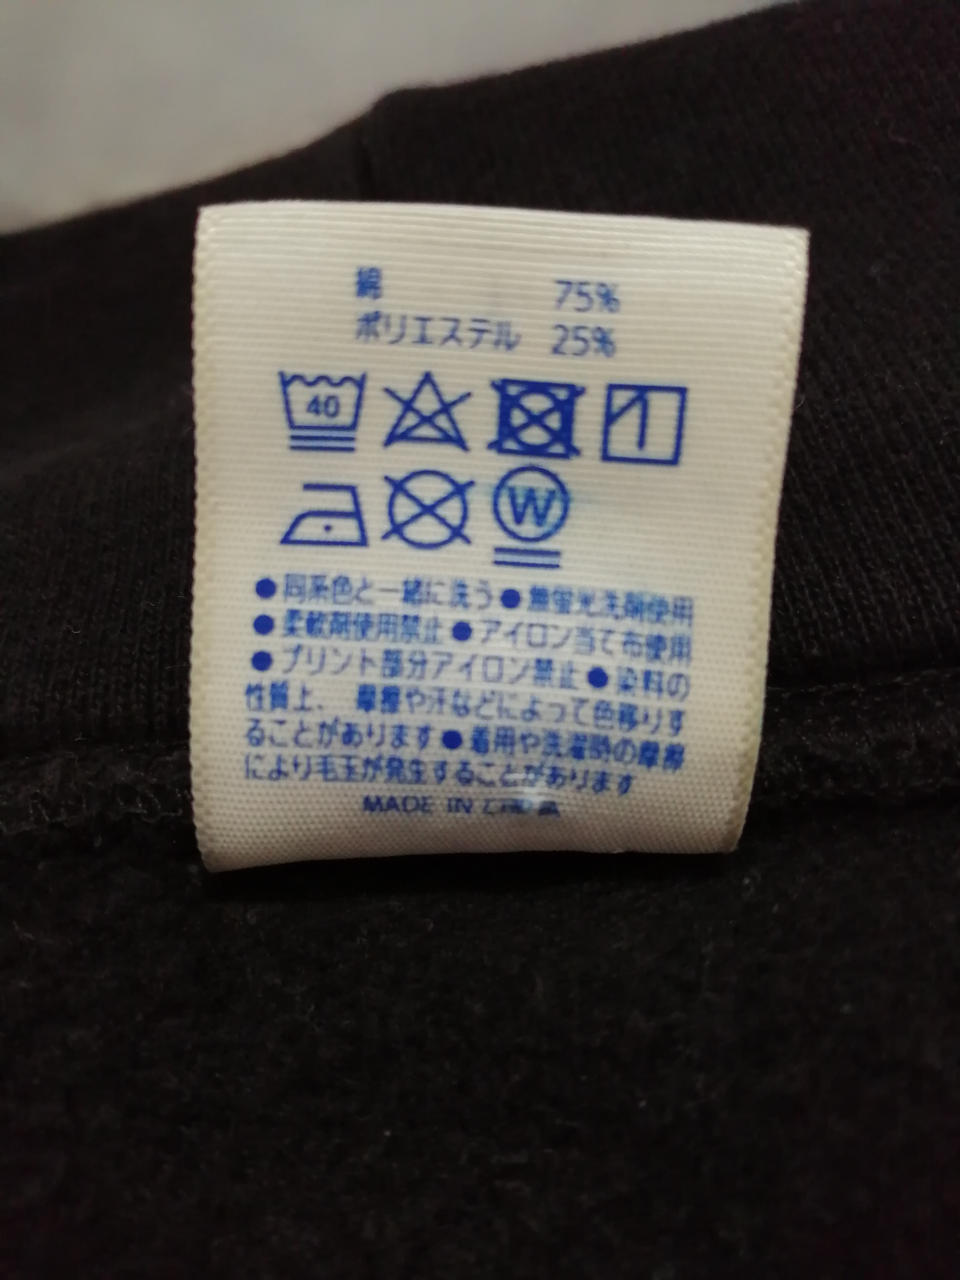 綿 75%
ポリエステル 25%
40
W
●同系色と一緒に洗う●無蛍光洗剤使用
●柔軟剤使用禁止●アイロン当て布使用
●プリント部分アイロン禁止●染料の
性質上、摩擦や汗などによって色移りす
ることがあります●着用や洗濯時の摩擦
により毛玉が発生することがあります
MADE IN